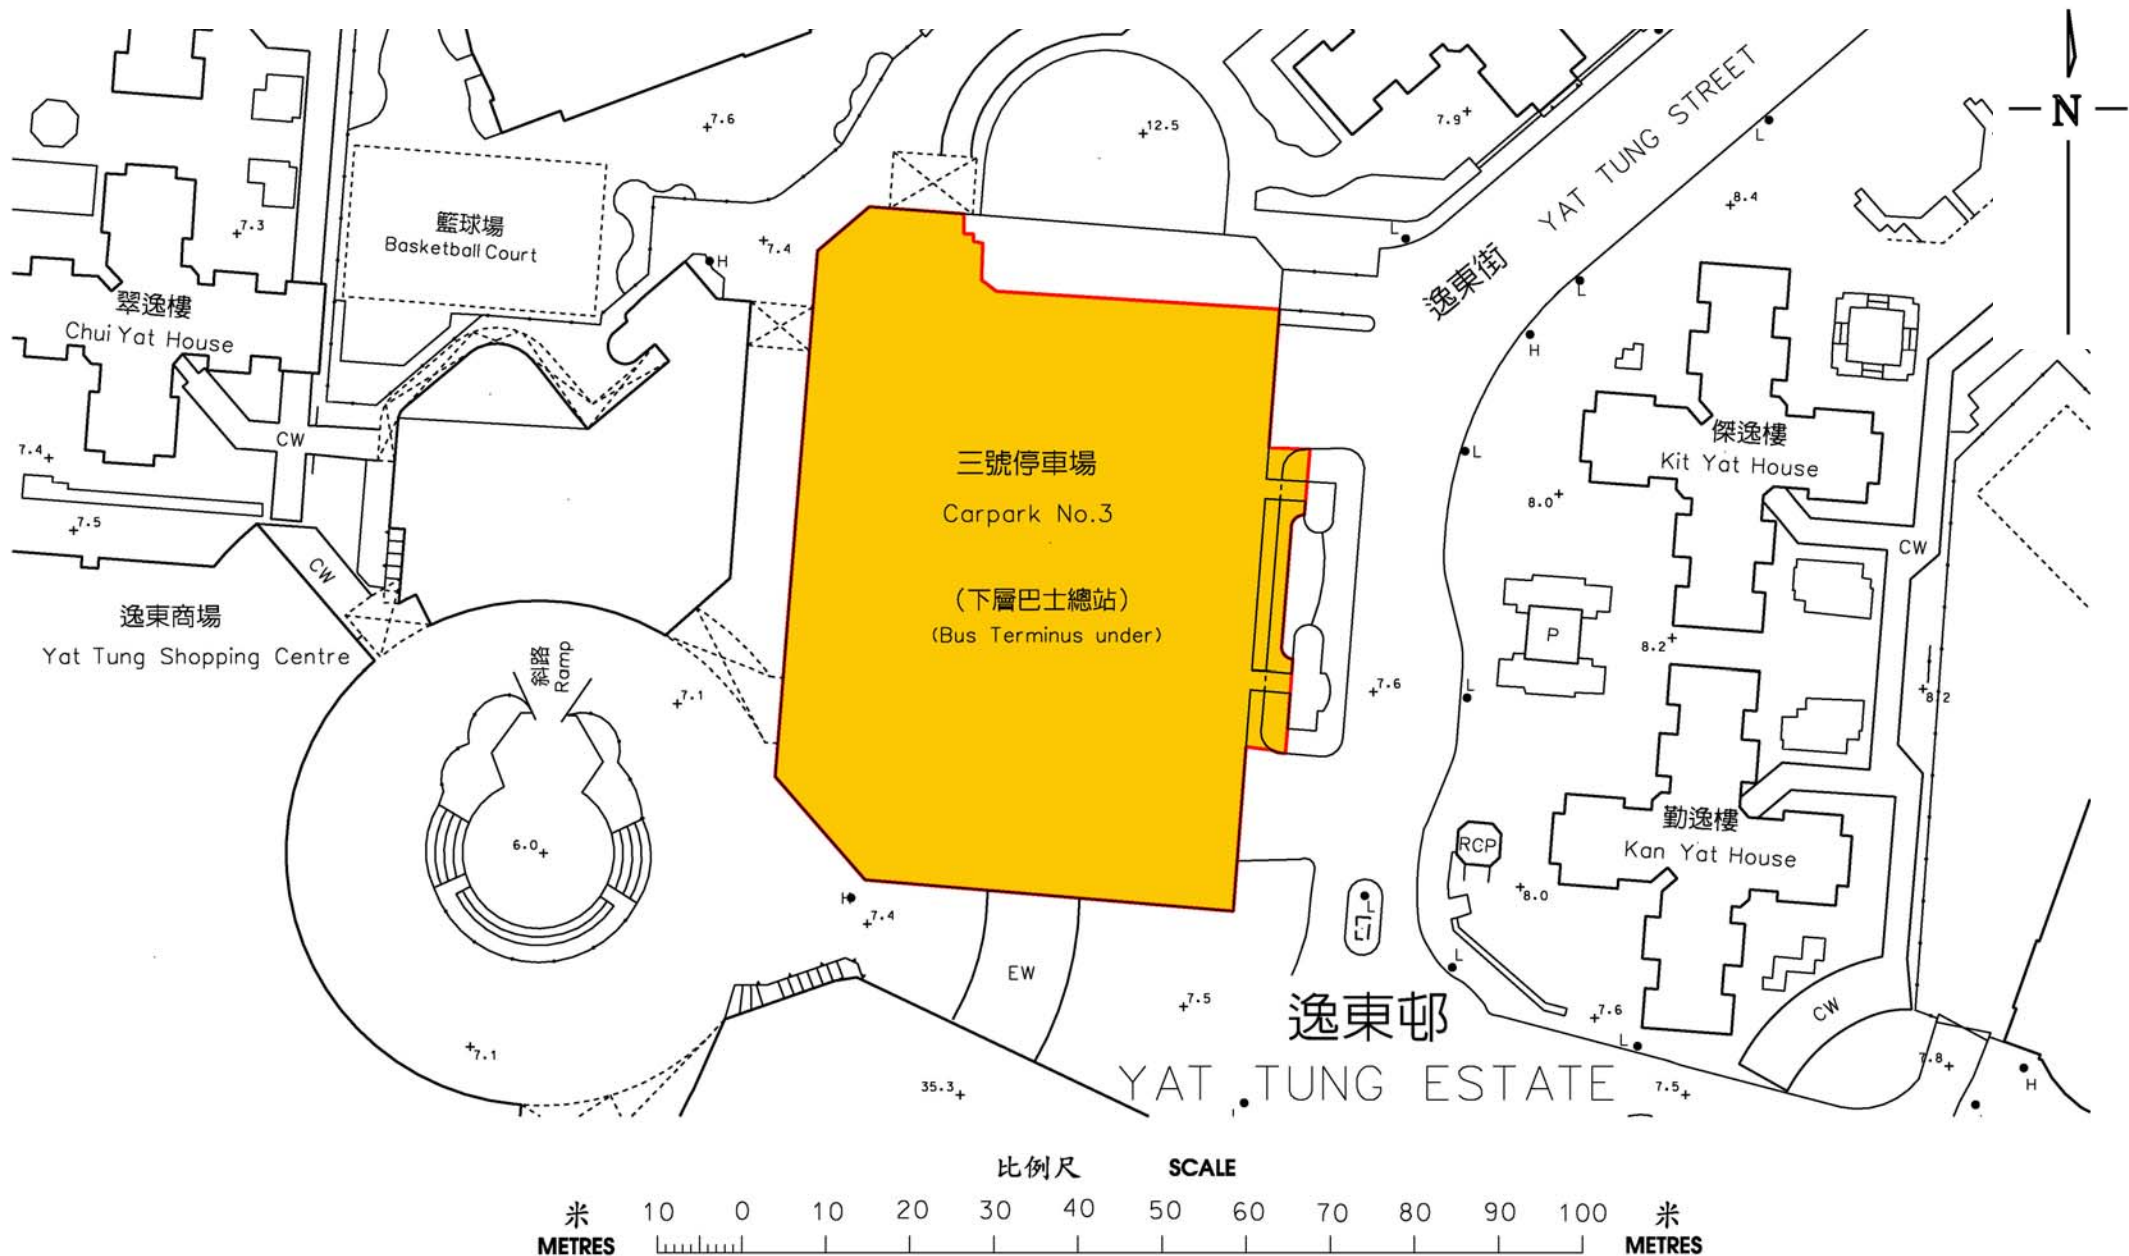 N
+7.6
+12.5
7.9+
YAT TUNG STREET
逸東街
L
+8.4
L
+7.3
籃球場
Basketball Court
+7.4
H
L
翠逸樓
Chui Yat House
H
CW
7.4+
L
傑逸樓
Kit Yat House
三號停車場
Carpark No.3
8.0+
+7.5
CW
CW
(下層巴士總站)
(Bus Terminus under)
逸東商場
Yat Tung Shopping Centre
斜路
Ramp
P
8.2+
+7.1
+7.6
L
+8.2
勤逸樓
Kan Yat House
RCP
6.0+
H
+7.4
L
+8.0
L
EW
+7.5
逸東邨
YAT TUNG ESTATE
+7.6
CW
L
+7.1
35.3+
7.5+
7.8+
H
比例尺 SCALE
米 10 0 10 20 30 40 50 60 70 80 90 100 米
METRES METRES